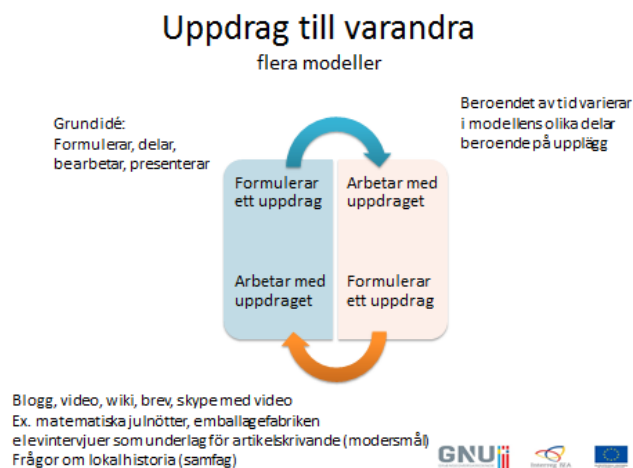 Uppdrag till varandra
flera modeller
Grundidé:
Formulerar, delar,
bearbetar, presenterar
Beroendet av tid varierar
i modellens olika delar
beroende på upplägg
Formulerar
ett uppdrag
Arbetar med
uppdraget
Arbetar med
uppdraget
Formulerar
ett uppdrag
Blogg, video, wiki, brev, skype med video
Ex. matematiska julnötter, emballagefabriken
elevintervjuer som underlag för artikelskrivande (modersmål)
Frågor om lokalhistoria (samfag)
GNU
Interreg IVA